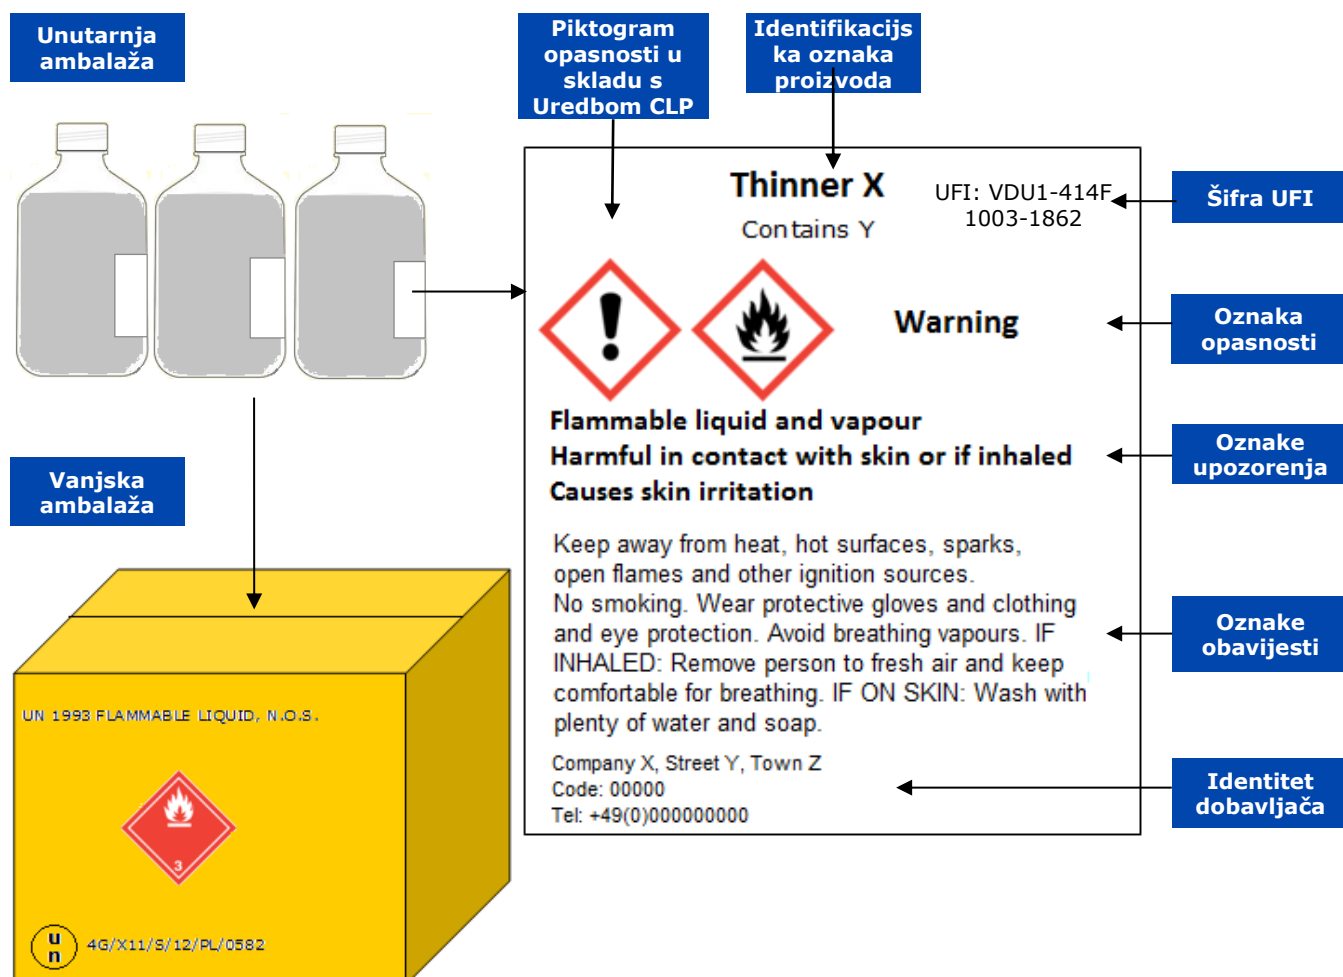 Unutarnja
ambalaža
Piktogram
opasnosti u
skladu s
Uredbom CLP
Identifikacijs
ka oznaka
proizvoda
Thinner X
Contains Y
UFI: VDU1-414F
1003-1862
Šifra UFI
Warning
Oznaka
opasnosti
Flammable liquid and vapour
Harmful in contact with skin or if inhaled
Causes skin irritation
Oznake
upozorenja
Vanjska
ambalaža
Keep away from heat, hot surfaces, sparks,
open flames and other ignition sources.
No smoking. Wear protective gloves and clothing
and eye protection. Avoid breathing vapours. IF
INHALED: Remove person to fresh air and keep
comfortable for breathing. IF ON SKIN: Wash with
plenty of water and soap.
Oznake
obavijesti
Company X, Street Y, Town Z
Code: 00000
Tel: +49(0)000000000
Identitet
dobavljača
UN 1993 FLAMMABLE LIQUID, N.O.S.
3
u
n
4G/X11/S/12/PL/0582